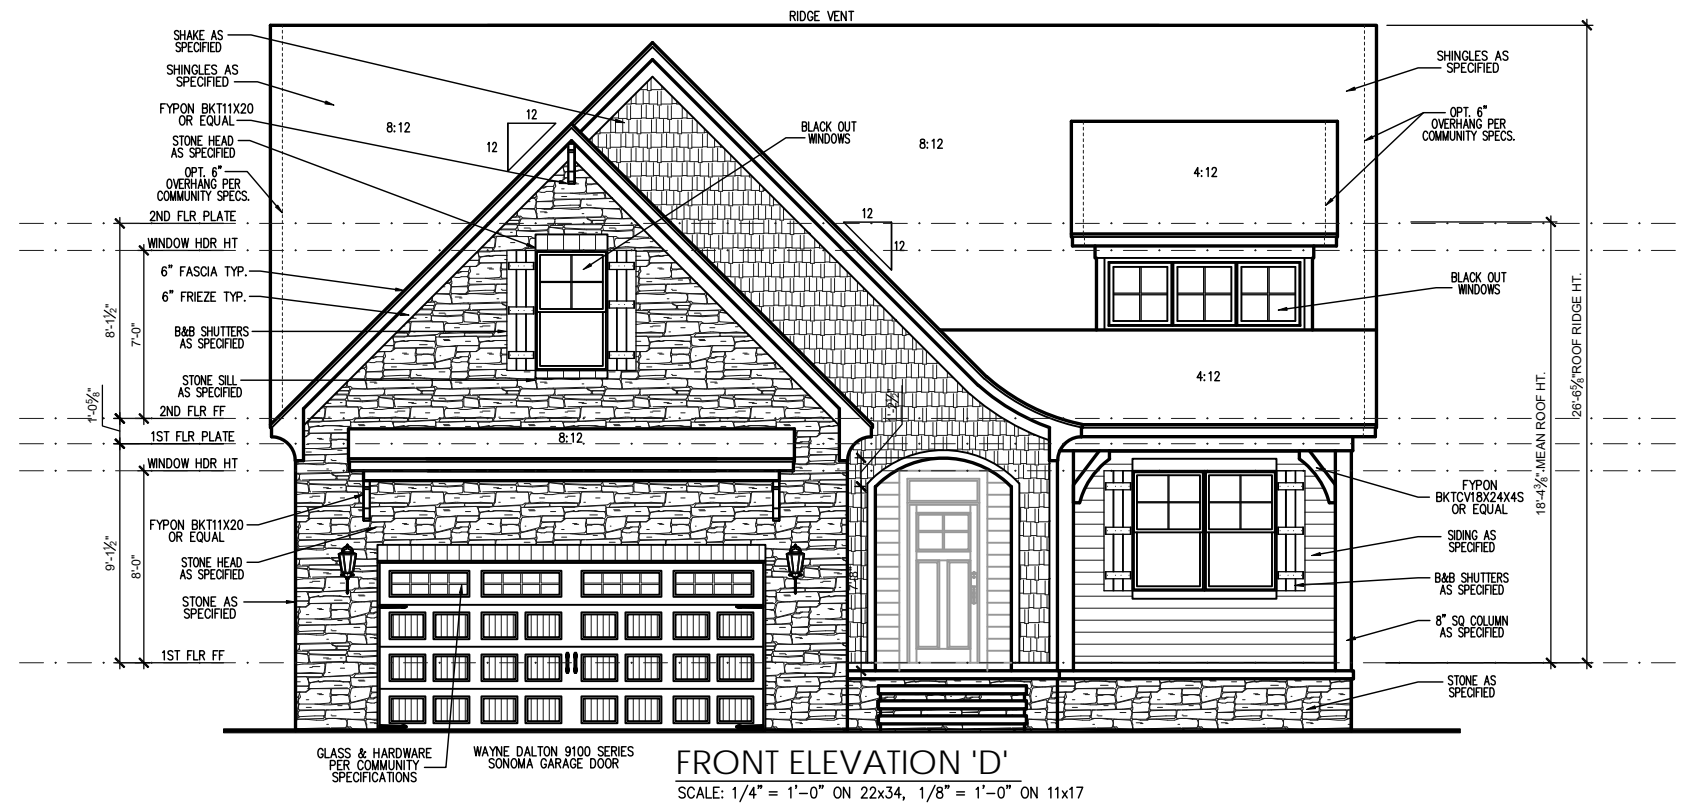 RIDGE VENT
SHAKE AS
SPECIFIED
SHINGLES AS
SPECIFIED
FYPON BKT11X20
OR EQUAL
STONE HEAD
AS SPECIFIED
OPT. 6"
OVERHANG PER
COMMUNITY SPECS.
2ND FLR PLATE
WINDOW HDR HT
6" FASCIA TYP.
6" FRIEZE TYP.
B&B SHUTTERS
AS SPECIFIED
STONE SILL
AS SPECIFIED
2ND FLR FF
1ST FLR PLATE
WINDOW HDR HT
FYPON BKT11X20
OR EQUAL
STONE HEAD
AS SPECIFIED
STONE AS
SPECIFIED
1ST FLR FF
8'-1½"
7'-0"
1'-0⅝"
9'-1½"
8'-0"
8:12
12
12
BLACK OUT
WINDOWS
8:12
12
12
4:12
4:12
8:12
7'-8"
SHINGLES AS
SPECIFIED
OPT. 6"
OVERHANG PER
COMMUNITY SPECS.
BLACK OUT
WINDOWS
26'-6⅝" ROOF RIDGE HT.
18'-4¾" MEAN ROOF HT.
FYPON
BKTCV18X24X4S
OR EQUAL
SIDING AS
SPECIFIED
B&B SHUTTERS
AS SPECIFIED
8" SQ COLUMN
AS SPECIFIED
STONE AS
SPECIFIED
GLASS & HARDWARE
PER COMMUNITY
SPECIFICATIONS
WAYNE DALTON 9100 SERIES
SONOMA GARAGE DOOR
FRONT ELEVATION 'D'
SCALE: 1/4" = 1'-0" ON 22x34, 1/8" = 1'-0" ON 11x17